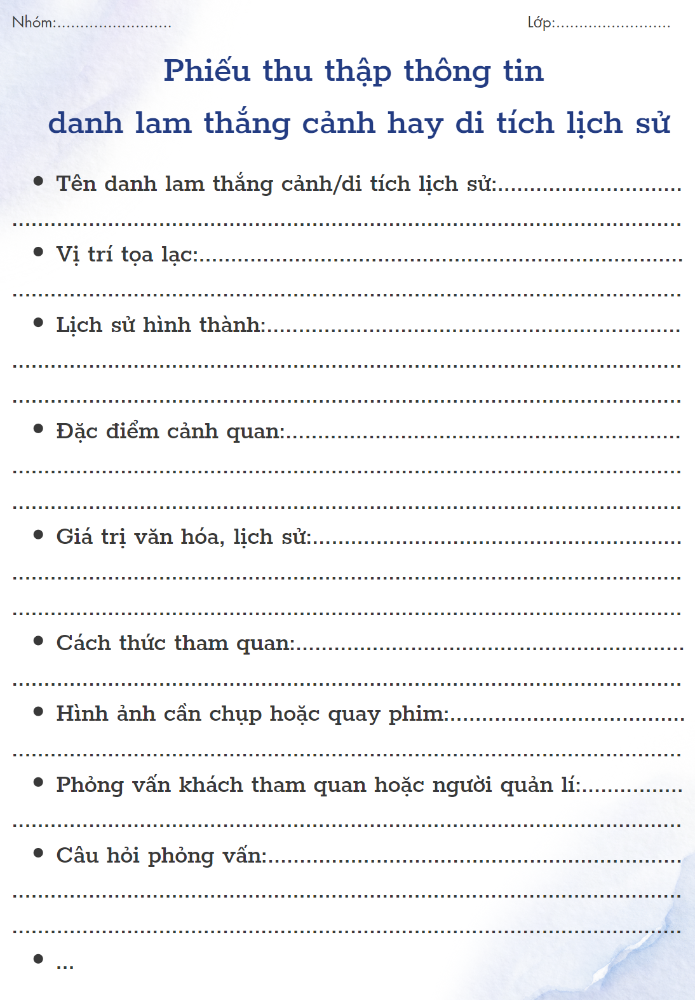 Nhóm:.........................
Lớp:.........................
Phiếu thu thập thông tin
danh lam thắng cảnh hay di tích lịch sử
• Tên danh lam thắng cảnh/di tích lịch sử:.............................
.........................................................................................................
• Vị trí tọa lạc:............................................................................
.........................................................................................................
• Lịch sử hình thành:.................................................................
.........................................................................................................
.........................................................................................................
• Đặc điểm cảnh quan:..............................................................
.........................................................................................................
.........................................................................................................
• Giá trị văn hóa, lịch sử:..........................................................
.........................................................................................................
.........................................................................................................
• Cách thức tham quan:.............................................................
.........................................................................................................
• Hình ảnh cần chụp hoặc quay phim:.....................................
.........................................................................................................
• Phỏng vấn khách tham quan hoặc người quản lí:................
.........................................................................................................
• Câu hỏi phỏng vấn:.................................................................
.........................................................................................................
.........................................................................................................
• ...